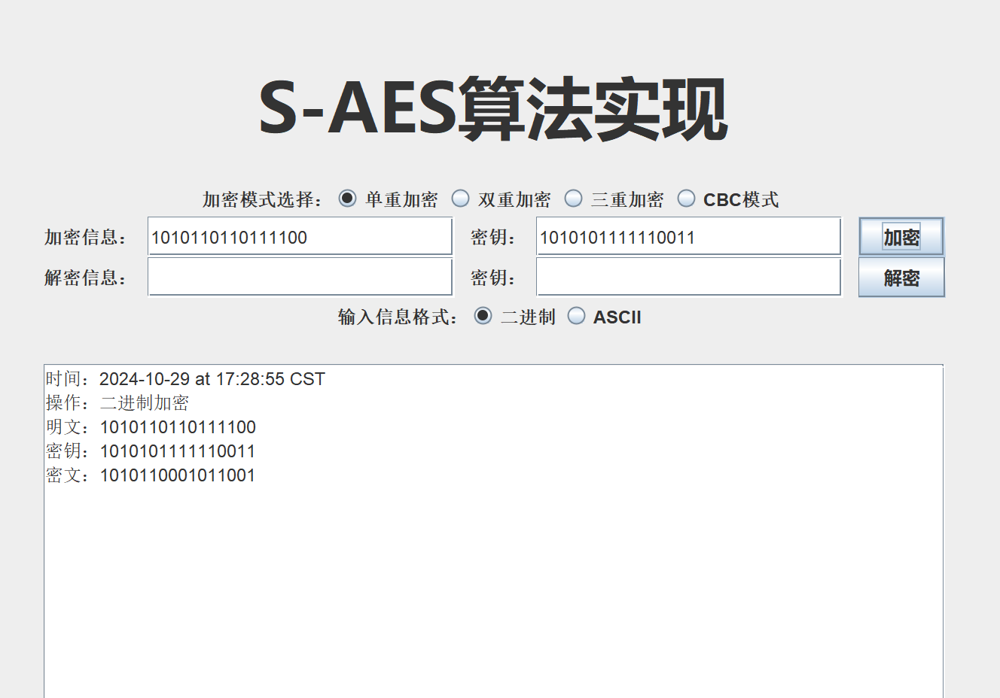 S-AES算法实现
加密模式选择： 单重加密 双重加密 三重加密 CBC模式
加密信息： 1010110110111100 密钥： 1010101111110011 加密
解密信息： 密钥： 解密
输入信息格式： 二进制 ASCII
时间：2024-10-29 at 17:28:55 CST
操作：二进制加密
明文：1010110110111100
密钥：1010101111110011
密文：1010110001011001